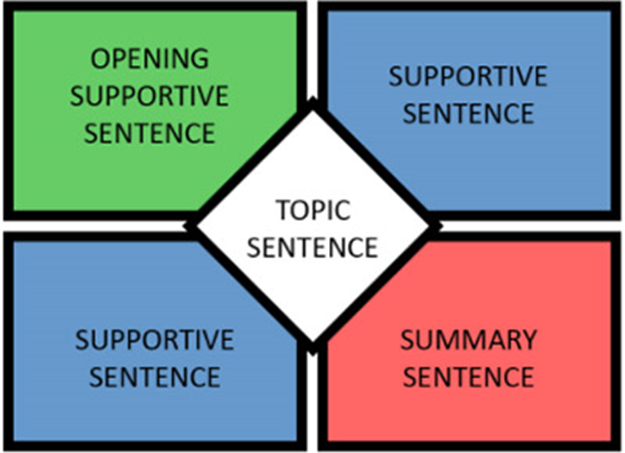 OPENING
SUPPORTIVE
SENTENCE
SUPPORTIVE
SENTENCE
TOPIC
SENTENCE
SUPPORTIVE
SENTENCE
SUMMARY
SENTENCE